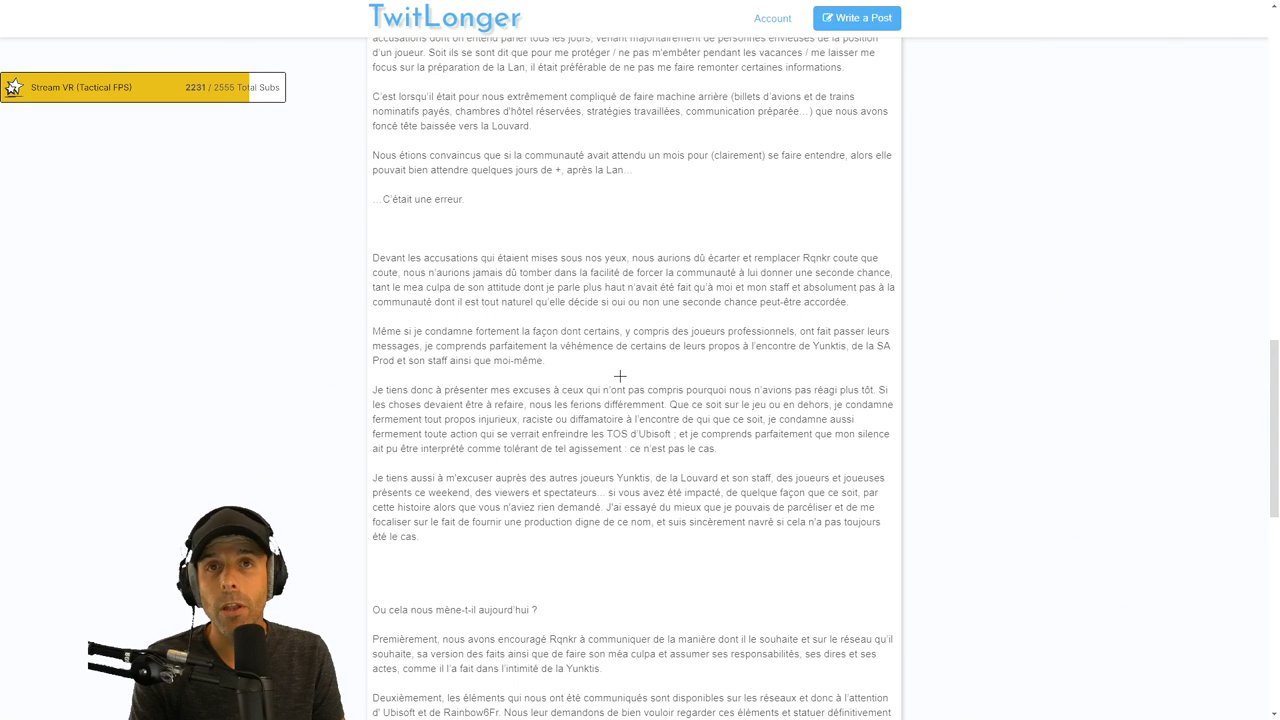 TwitLonger
Account
Write a Post
accusations dont on entend parler tous les jours, venant majoritairement de personnes envieuses de la position
d'un joueur. Soit ils se sont dit que pour me protéger / ne pas m'embêter pendant les vacances / me laisser me
focus sur la préparation de la Lan, il était préférable de ne pas me faire remonter certaines informations.
Stream VR (Tactical FPS)
2231 / 2555 Total Subs
C'est lorsqu'il était pour nous extrêmement compliqué de faire machine arrière (billets d'avions et de trains
nominatifs payés, chambres d'hôtel réservées, stratégies travaillées, communication préparée...) que nous avons
foncé tête baissée vers la Louvard.
Nous étions convaincus que si la communauté avait attendu un mois pour (clairement) se faire entendre, alors elle
pouvait bien attendre quelques jours de +, après la Lan...
...C'était une erreur.
Devant les accusations qui étaient mises sous nos yeux, nous aurions dû écarter et remplacer Rqnkr coute que
coute, nous n'aurions jamais dû tomber dans la facilité de forcer la communauté à lui donner une seconde chance,
tant le mea culpa de son attitude dont je parle plus haut n'avait été fait qu'à moi et mon staff et absolument pas à la
communauté dont il est tout naturel qu'elle décide si oui ou non une seconde chance peut-être accordée.
Même si je condamne fortement la façon dont certains, y compris des joueurs professionnels, ont fait passer leurs
messages, je comprends parfaitement la véhémence de certains de leurs propos à l'encontre de Yunktis, de la SA
Prod et son staff ainsi que moi-même.
Je tiens donc à présenter mes excuses à ceux qui n'ont pas compris pourquoi nous n'avions pas réagi plus tôt. Si
les choses devaient être à refaire, nous les ferions différemment. Que ce soit sur le jeu ou en dehors, je condamne
fermement tout propos injurieux, raciste ou diffamatoire à l'encontre de qui que ce soit, je condamne aussi
fermement toute action qui se verrait enfreindre les TOS d'Ubisoft ; et je comprends parfaitement que mon silence
ait pu être interprété comme tolérant de tel agissement : ce n'est pas le cas.
Je tiens aussi à m'excuser auprès des autres joueurs Yunktis, de la Louvard et son staff, des joueurs et joueuses
présents ce weekend, des viewers et spectateurs... si vous avez été impacté, de quelque façon que ce soit, par
cette histoire alors que vous n'aviez rien demandé. J'ai essayé du mieux que je pouvais de parcéliser et de me
focaliser sur le fait de fournir une production digne de ce nom, et suis sincèrement navré si cela n'a pas toujours
été le cas.
Ou cela nous mène-t-il aujourd'hui ?
Premièrement, nous avons encouragé Rqnkr à communiquer de la manière dont il le souhaite et sur le réseau qu'il
souhaite, sa version des faits ainsi que de faire son méa culpa et assumer ses responsabilités, ses dires et ses
actes, comme il l'a fait dans l'intimité de la Yunktis.
Deuxièmement, les éléments qui nous ont été communiqués sont disponibles sur les réseaux et donc à l'attention
d' Ubisoft et de Rainbow6Fr. Nous leur demandons de bien vouloir regarder ces éléments et statuer définitivement